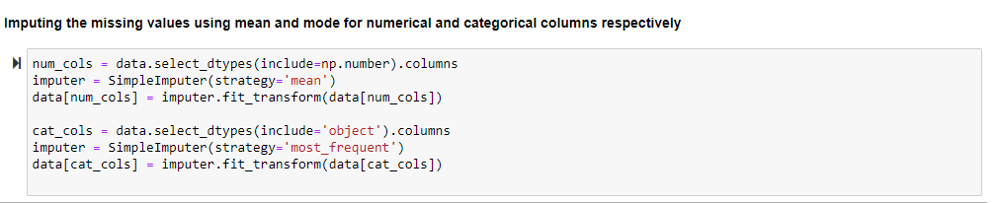 Imputing the missing values using mean and mode for numerical and categorical columns respectively
num_cols = data.select_dtypes(include=np.number).columns
imputer = SimpleImputer(strategy='mean')
data[num_cols] = imputer.fit_transform(data[num_cols])
cat_cols = data.select_dtypes(include='object').columns
imputer = SimpleImputer(strategy='most_frequent')
data[cat_cols] = imputer.fit_transform(data[cat_cols])